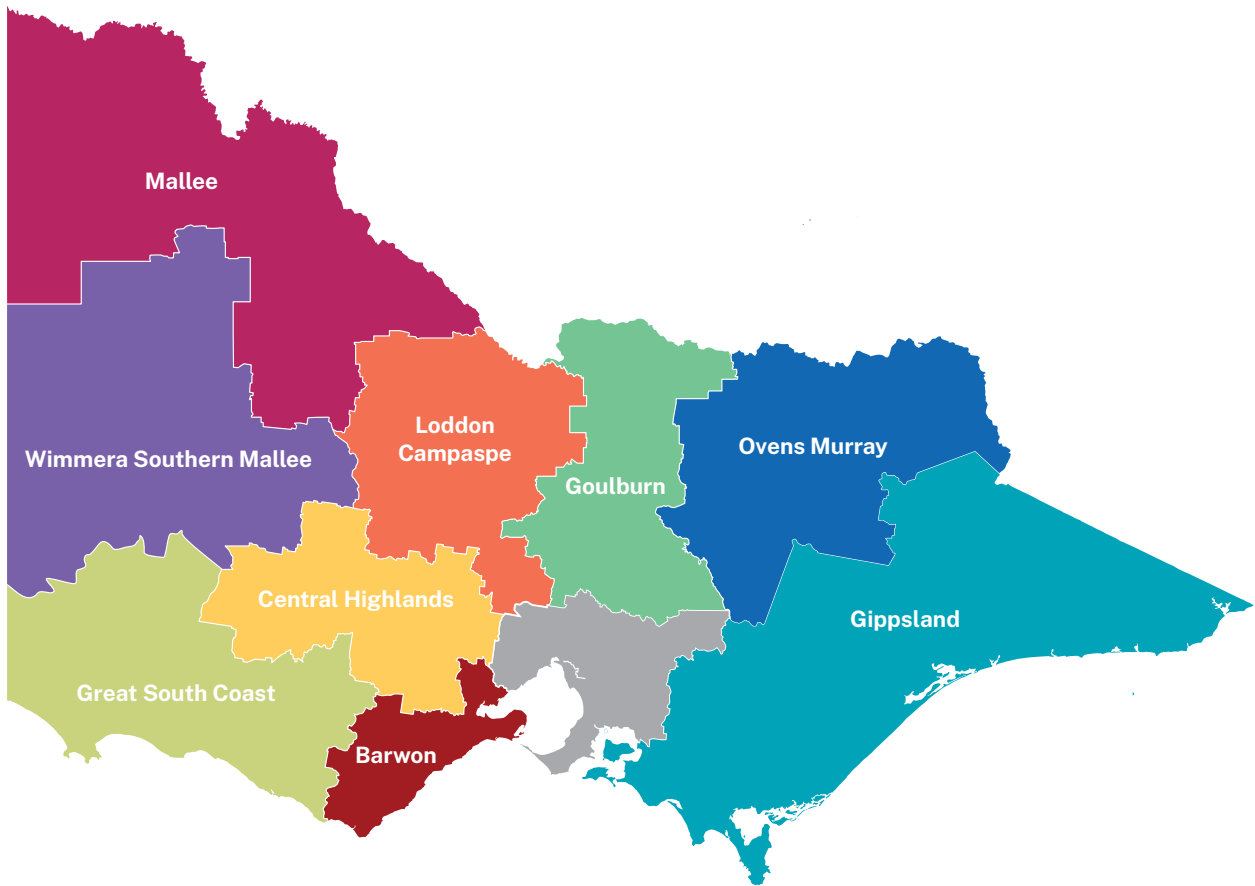 Mallee
Loddon
Campaspe
Ovens Murray
Wimmera Southern Mallee
Goulburn
Central Highlands
Gippsland
Great South Coast
Barwon